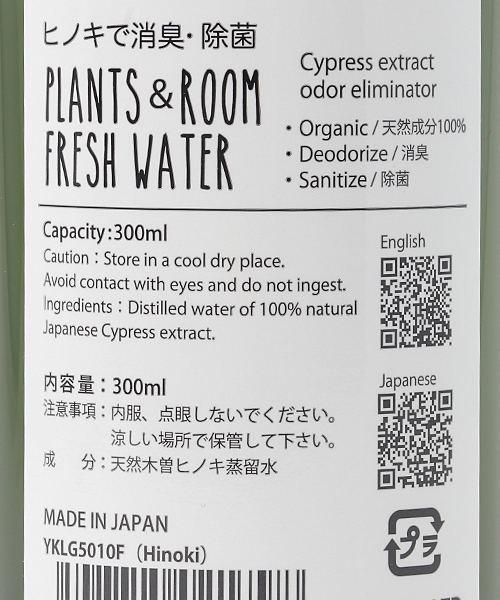 ヒノキで消臭・除菌
PLANTS & ROOM
FRESH WATER
Cypress extract
odor eliminator
・Organic / 天然成分100%
・Deodorize / 消臭
・Sanitize / 除菌
Capacity:300ml
Caution：Store in a cool dry place.
Avoid contact with eyes and do not ingest.
Ingredients：Distilled water of 100% natural
Japanese Cypress extract.
English
内容量：300ml
注意事項：内服、点眼しないでください。
涼しい場所で保管して下さい。
成　分：天然木曽ヒノキ蒸留水
Japanese
MADE IN JAPAN
YKLG5010F（Hinoki）
プラ